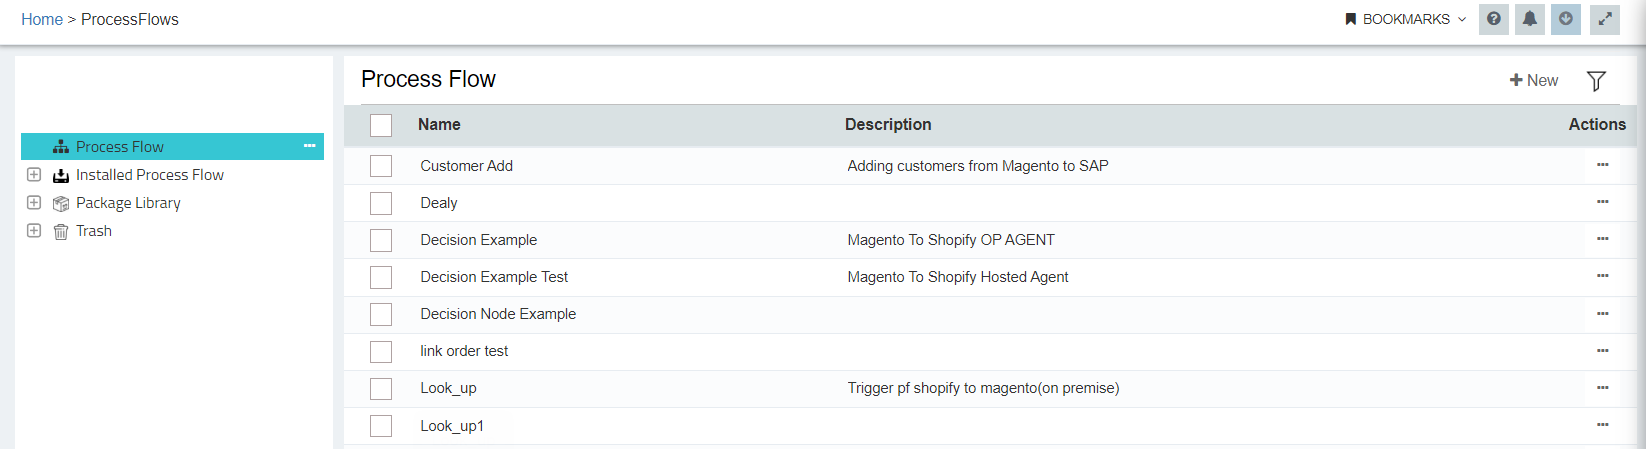 Home > ProcessFlows
BOOKMARKS
Process Flow
Installed Process Flow
Package Library
Trash
Process Flow
New
Name Description Actions
Customer Add Adding customers from Magento to SAP
Dealy
Decision Example Magento To Shopify OP AGENT
Decision Example Test Magento To Shopify Hosted Agent
Decision Node Example
link order test
Look_up Trigger pf shopify to magento(on premise)
Look_up1